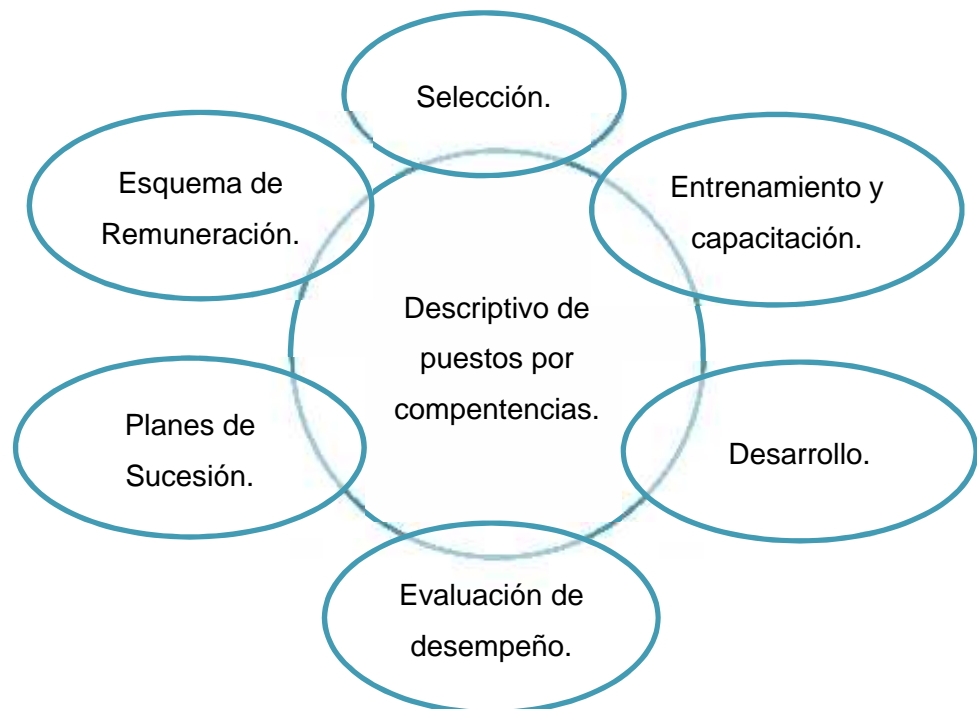 Selección.
Esquema de
Remuneración.
Entrenamiento y
capacitación.
Descriptivo de
puestos por
compentencias.
Planes de
Sucesión.
Desarrollo.
Evaluación de
desempeño.